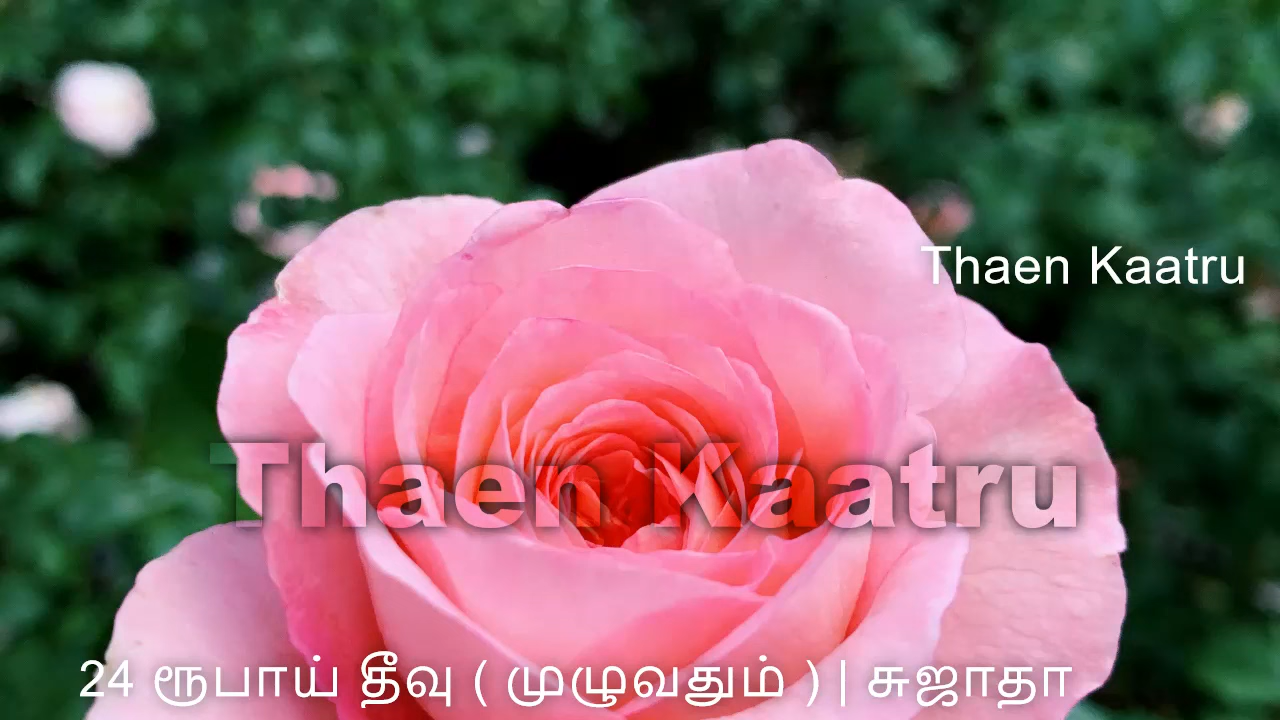 Thaen Kaatru
Thaen Kaatru
24 ரூபாய் தீவு ( முழுவதும் ) | சுஜாதா